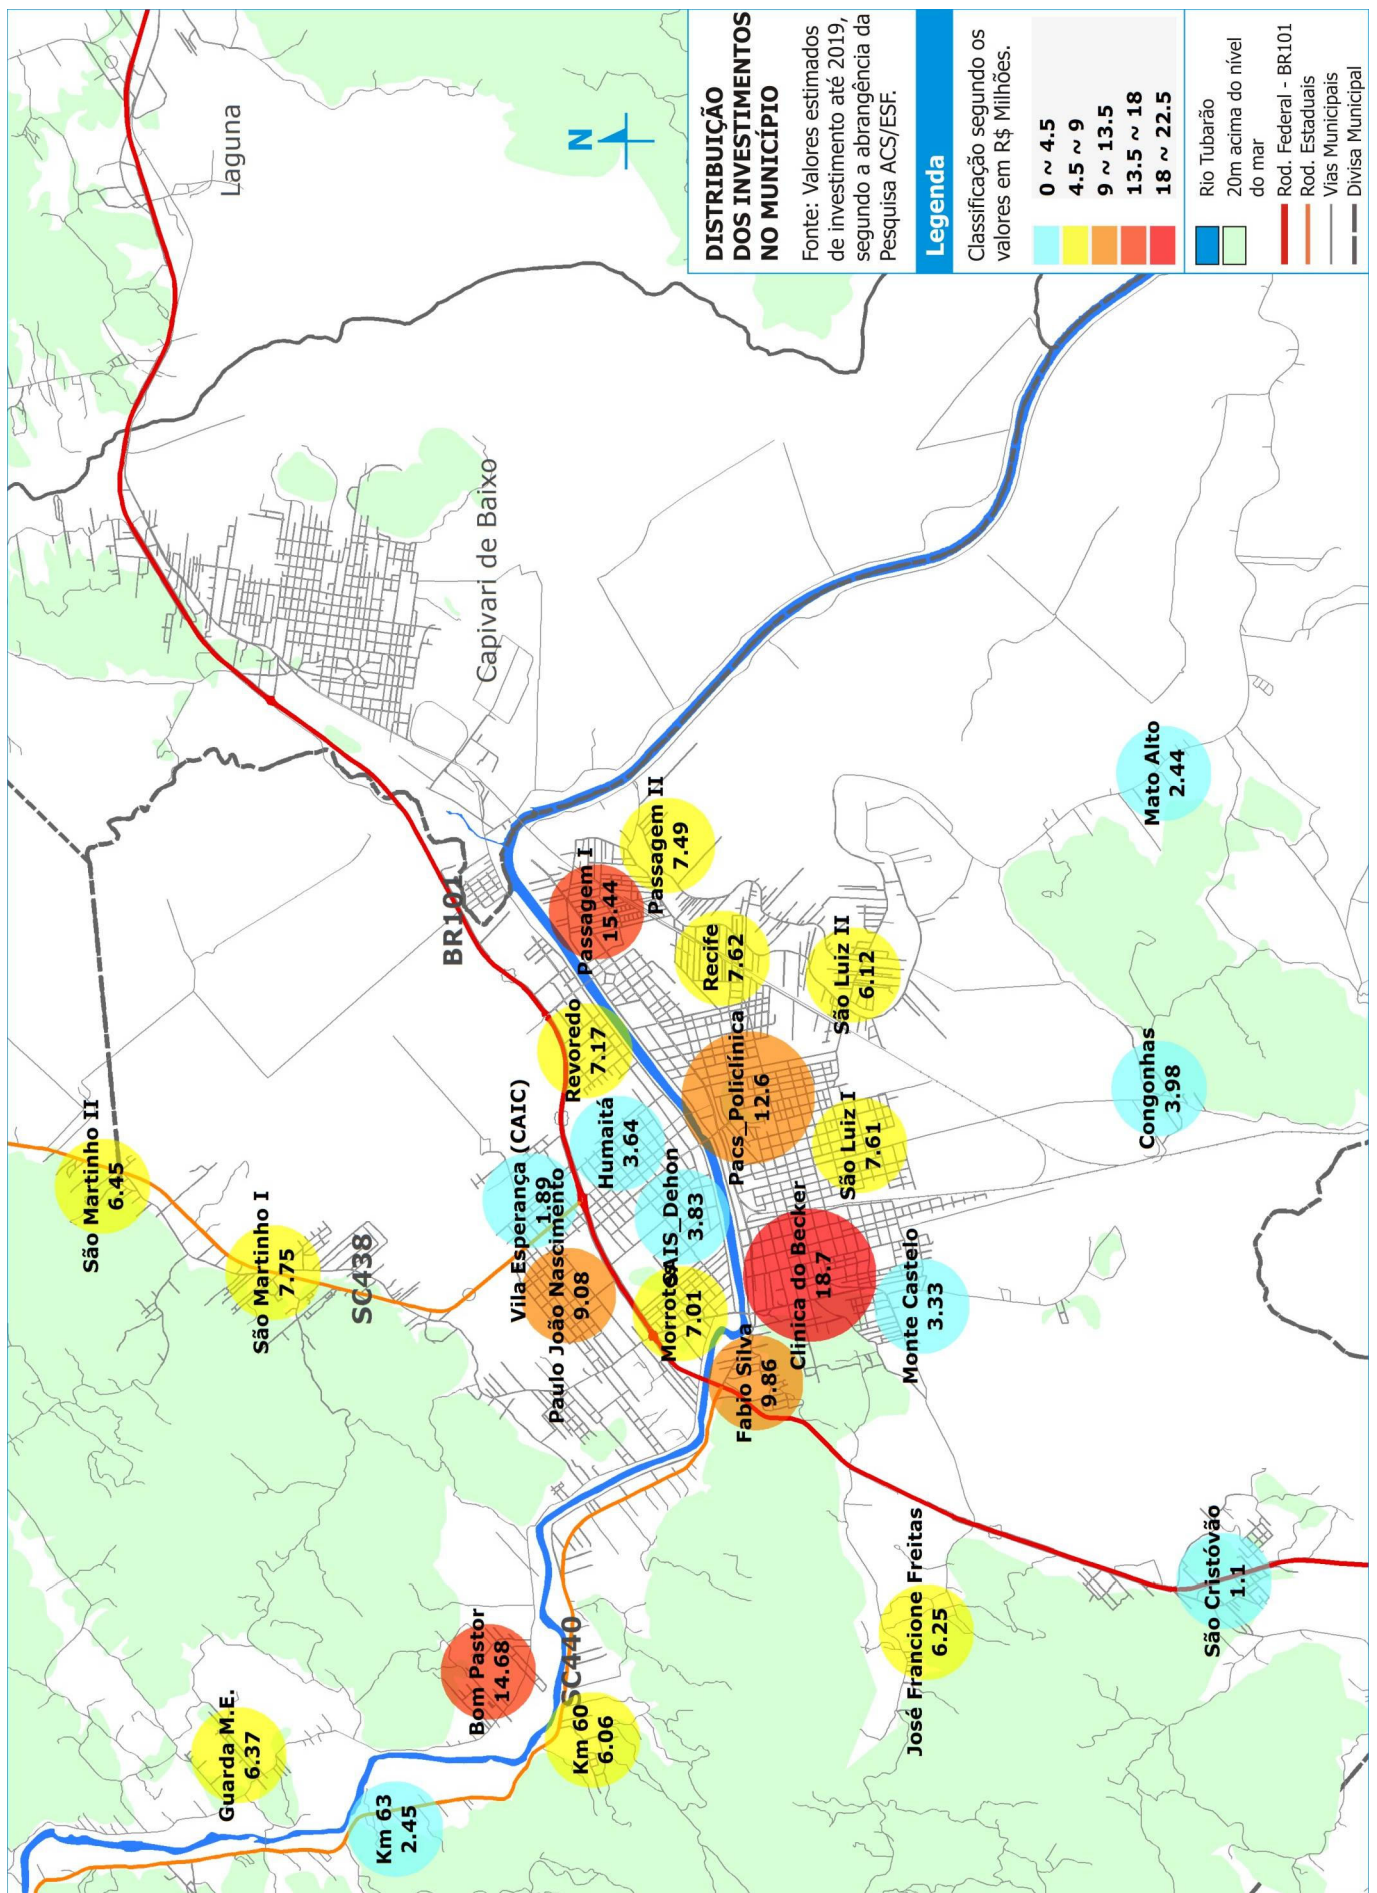 DISTRIBUIÇÃO
DOS INVESTIMENTOS
NO MUNICÍPIO
Fonte: Valores estimados
de investimento até 2019,
segundo a abrangência da
Pesquisa ACS/ESF.
Legenda
Classificação segundo os
valores em R$ Milhões.
0 ~ 4.5
4.5 ~ 9
9 ~ 13.5
13.5 ~ 18
18 ~ 22.5
Rio Tubarão
20m acima do nível
do mar
Rod. Federal - BR101
Rod. Estaduais
Vias Municipais
Divisa Municipal
N
Laguna
Capivari de Baixo
BR101
SC438
SC440
São Martinho II
6.45
São Martinho I
7.75
Guarda M.E.
6.37
Km 63
2.45
Bom Pastor
14.68
Km 60
6.06
Vila Esperança (CAIC)
1.89
Paulo João Nascimento
9.08
Revoredo
7.17
Humaitá
3.64
SAIS_Dehon
3.83
Morrotes
7.01
Passagem I
15.44
Passagem II
7.49
Recife
7.62
Pacs_Policlínica
12.6
Fabio Silva
9.86
Clinica do Becker
18.7
São Luiz II
6.12
São Luiz I
7.61
Monte Castelo
3.33
José Francione Freitas
6.25
Mato Alto
2.44
Congonhas
3.98
São Cristóvão
1.1